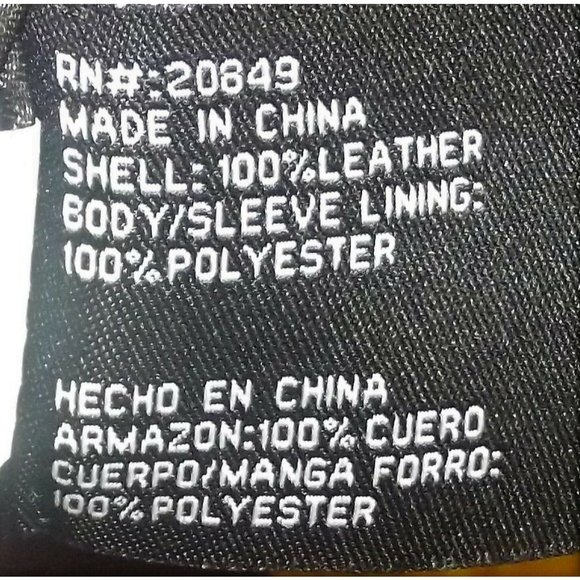 RN#:20849
MADE IN CHINA
SHELL: 100% LEATHER
BODY/SLEEVE LINING:
100% POLYESTER
HECHO EN CHINA
ARMAZON:100% CUERO
CUERPO/MANGA FORRO:
100% POLYESTER